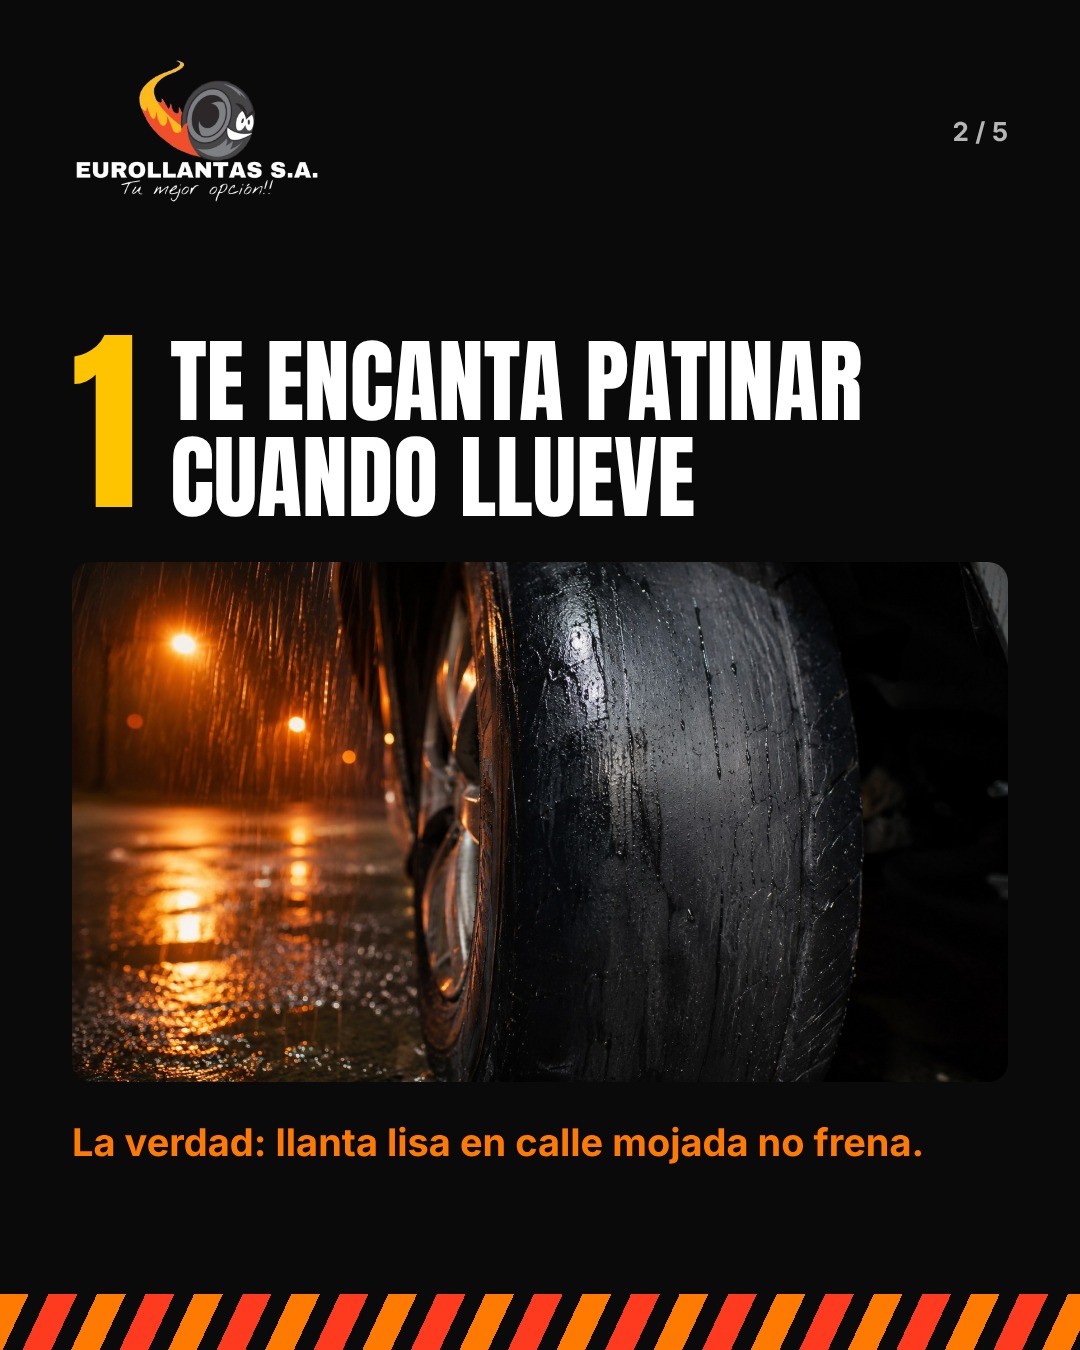 EUROLLANTAS S.A.
Tu mejor opción!!
2 / 5
1
TE ENCANTA PATINAR
CUANDO LLUEVE
La verdad: llanta lisa en calle mojada no frena.